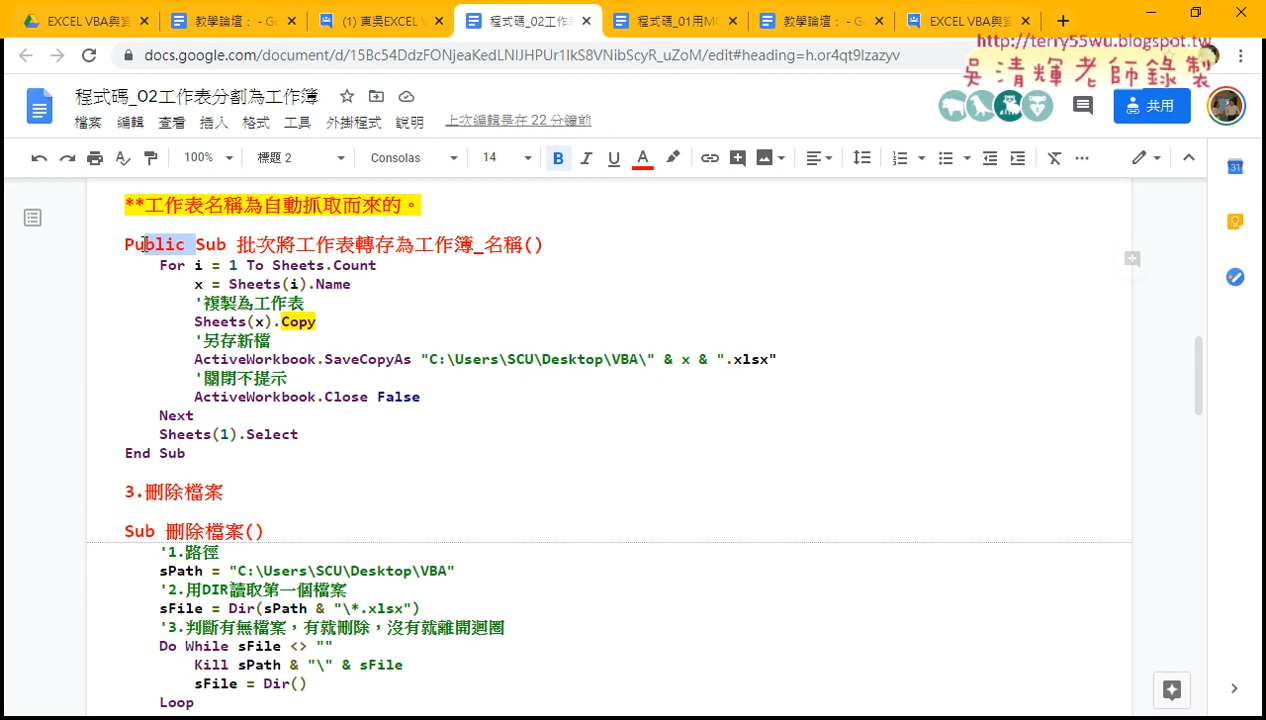 EXCEL VBA與資
教學論壇： - Go
(1) 東吳EXCEL V
程式碼_02工作表
程式碼_01用MO
教學論壇： - Go
EXCEL VBA與資
docs.google.com/document/d/15Bc54DdzFONJeaKedLNIJHPUr1IkS8VNibScyR_uZoM/edit#heading=h.or4qt9lzazyv
http://terry55wu.blogspot.tw
吳清輝老師錄製
程式碼_02工作表分割為工作簿
檔案 編輯 查看 插入 格式 工具 外掛程式 說明 上次編輯是在 22 分鐘前
共用
100% 標題 2 Consolas 14 B I U A
31
**工作表名稱為自動抓取而來的。
Public Sub 批次將工作表轉存為工作簿_名稱()
For i = 1 To Sheets.Count
x = Sheets(i).Name
'複製為工作表
Sheets(x).Copy
'另存新檔
ActiveWorkbook.SaveCopyAs "C:\Users\SCU\Desktop\VBA\" & x & ".xlsx"
'關閉不提示
ActiveWorkbook.Close False
Next
Sheets(1).Select
End Sub
3.刪除檔案
Sub 刪除檔案()
'1.路徑
sPath = "C:\Users\SCU\Desktop\VBA"
'2.用DIR讀取第一個檔案
sFile = Dir(sPath & "\*.xlsx")
'3.判斷有無檔案，有就刪除，沒有就離開迴圈
Do While sFile <> ""
Kill sPath & "\" & sFile
sFile = Dir()
Loop